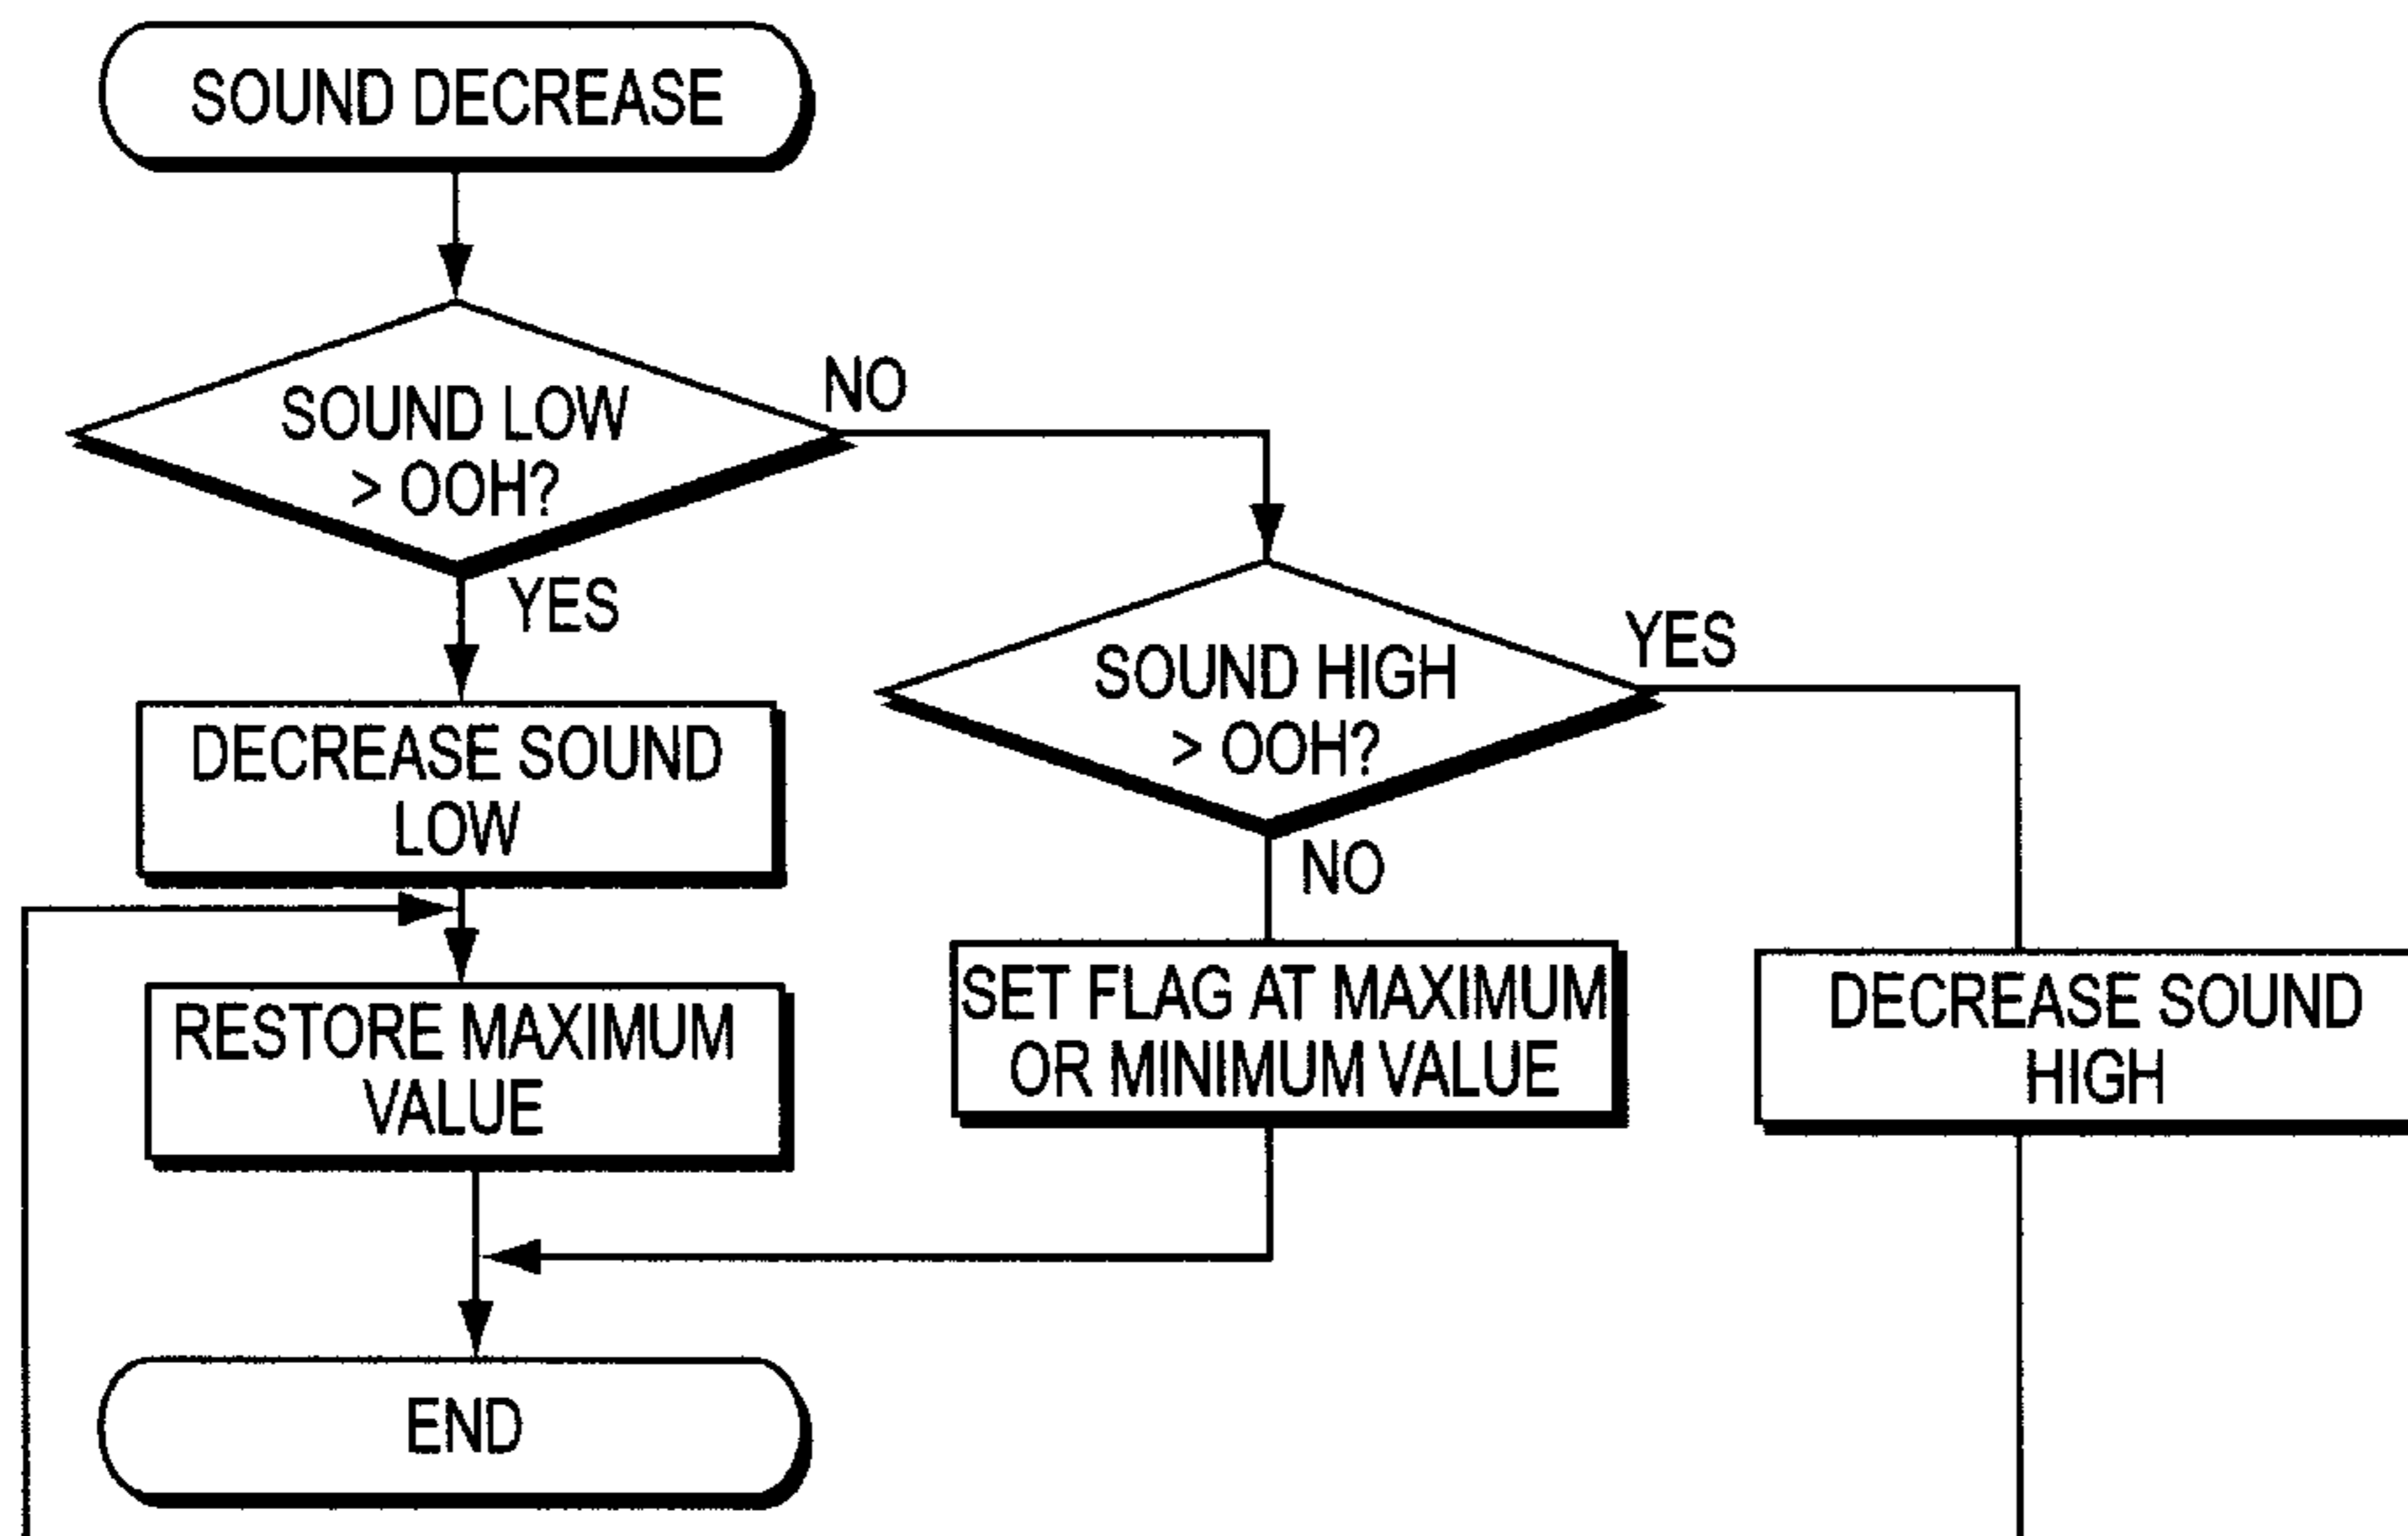 SOUND DECREASE
SOUND LOW
> OOH?
NO
YES
SOUND HIGH
> OOH?
YES
NO
DECREASE SOUND
LOW
RESTORE MAXIMUM
VALUE
SET FLAG AT MAXIMUM
OR MINIMUM VALUE
DECREASE SOUND
HIGH
END